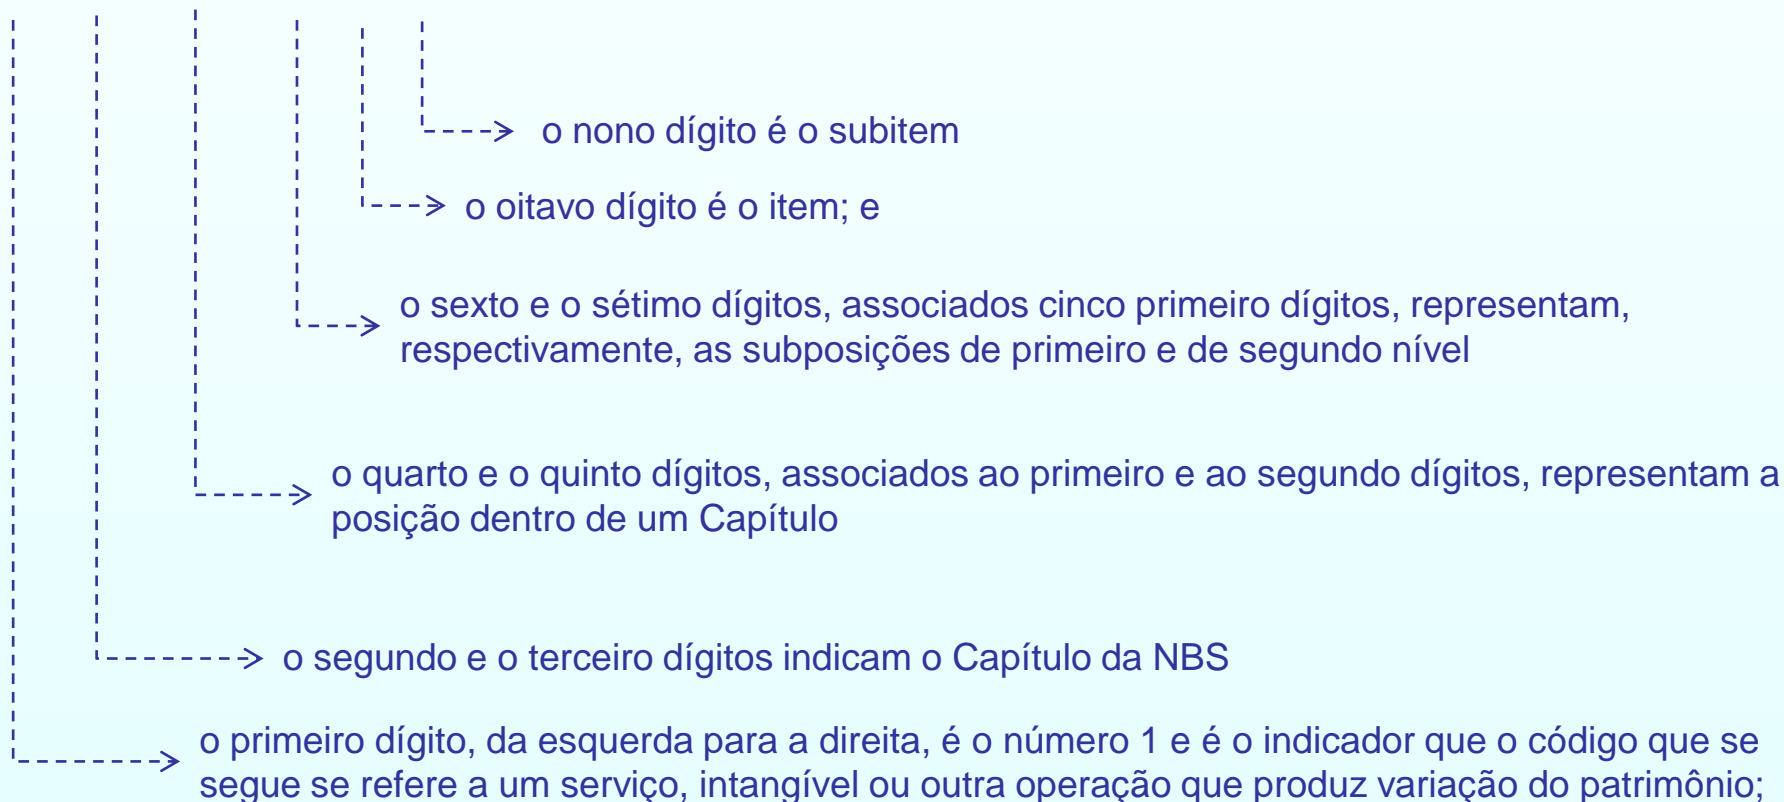 o nono dígito é o subitem
o oitavo dígito é o item; e
o sexto e o sétimo dígitos, associados cinco primeiro dígitos, representam,
respectivamente, as subposições de primeiro e de segundo nível
o quarto e o quinto dígitos, associados ao primeiro e ao segundo dígitos, representam a
posição dentro de um Capítulo
o segundo e o terceiro dígitos indicam o Capítulo da NBS
o primeiro dígito, da esquerda para a direita, é o número 1 e é o indicador que o código que se
segue se refere a um serviço, intangível ou outra operação que produz variação do patrimônio;